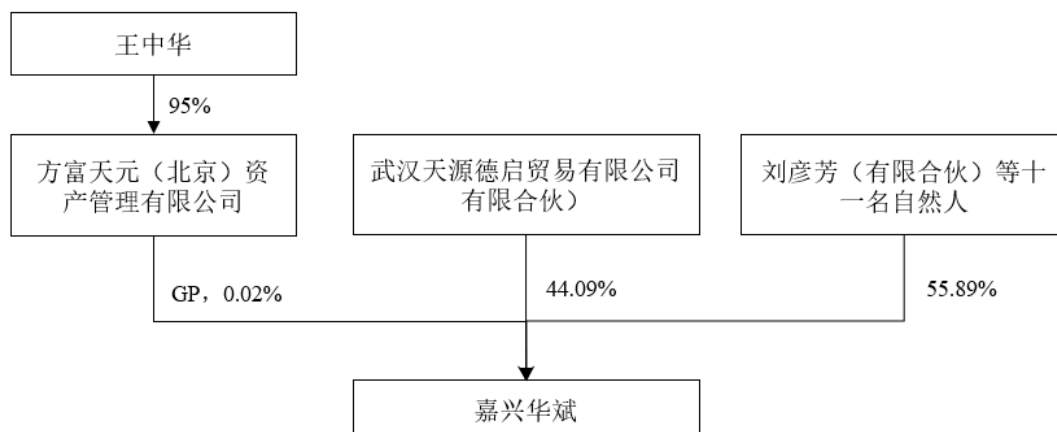 王中华
95%
方富天元（北京）资
产管理有限公司
武汉天源德启贸易有限公司
有限合伙）
刘彦芳（有限合伙）等十
一名自然人
GP，0.02%
44.09%
55.89%
嘉兴华斌